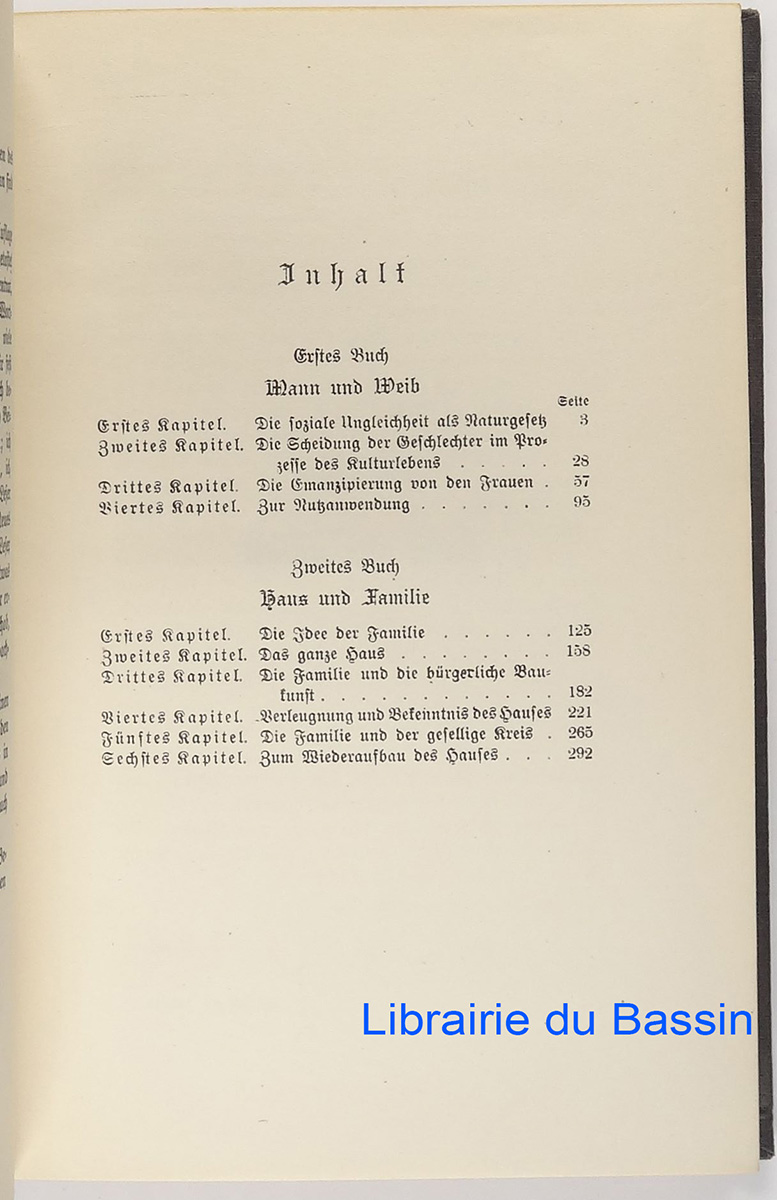 Inhalt
Erstes Buch
Mann und Weib
Seite
Erstes Kapitel. Die soziale Ungleichheit als Naturgesetz 3
Zweites Kapitel. Die Scheidung der Geschlechter im Pro-
zesse des Kulturlebens . . . . . 28
Drittes Kapitel. Die Emanzipierung von den Frauen . 57
Viertes Kapitel. Zur Nutzanwendung . . . . . . . 95
Zweites Buch
Haus und Familie
Erstes Kapitel. Die Idee der Familie . . . . . . 125
Zweites Kapitel. Das ganze Haus . . . . . . . . 158
Drittes Kapitel. Die Familie und die bürgerliche Bau-
kunst . . . . . . . . . . . . 182
Viertes Kapitel. Verleugnung und Bekenntnis des Hauses 221
Fünftes Kapitel. Die Familie und der gesellige Kreis . 265
Sechstes Kapitel. Zum Wiederaufbau des Hauses . . . 292
Librairie du Bassin